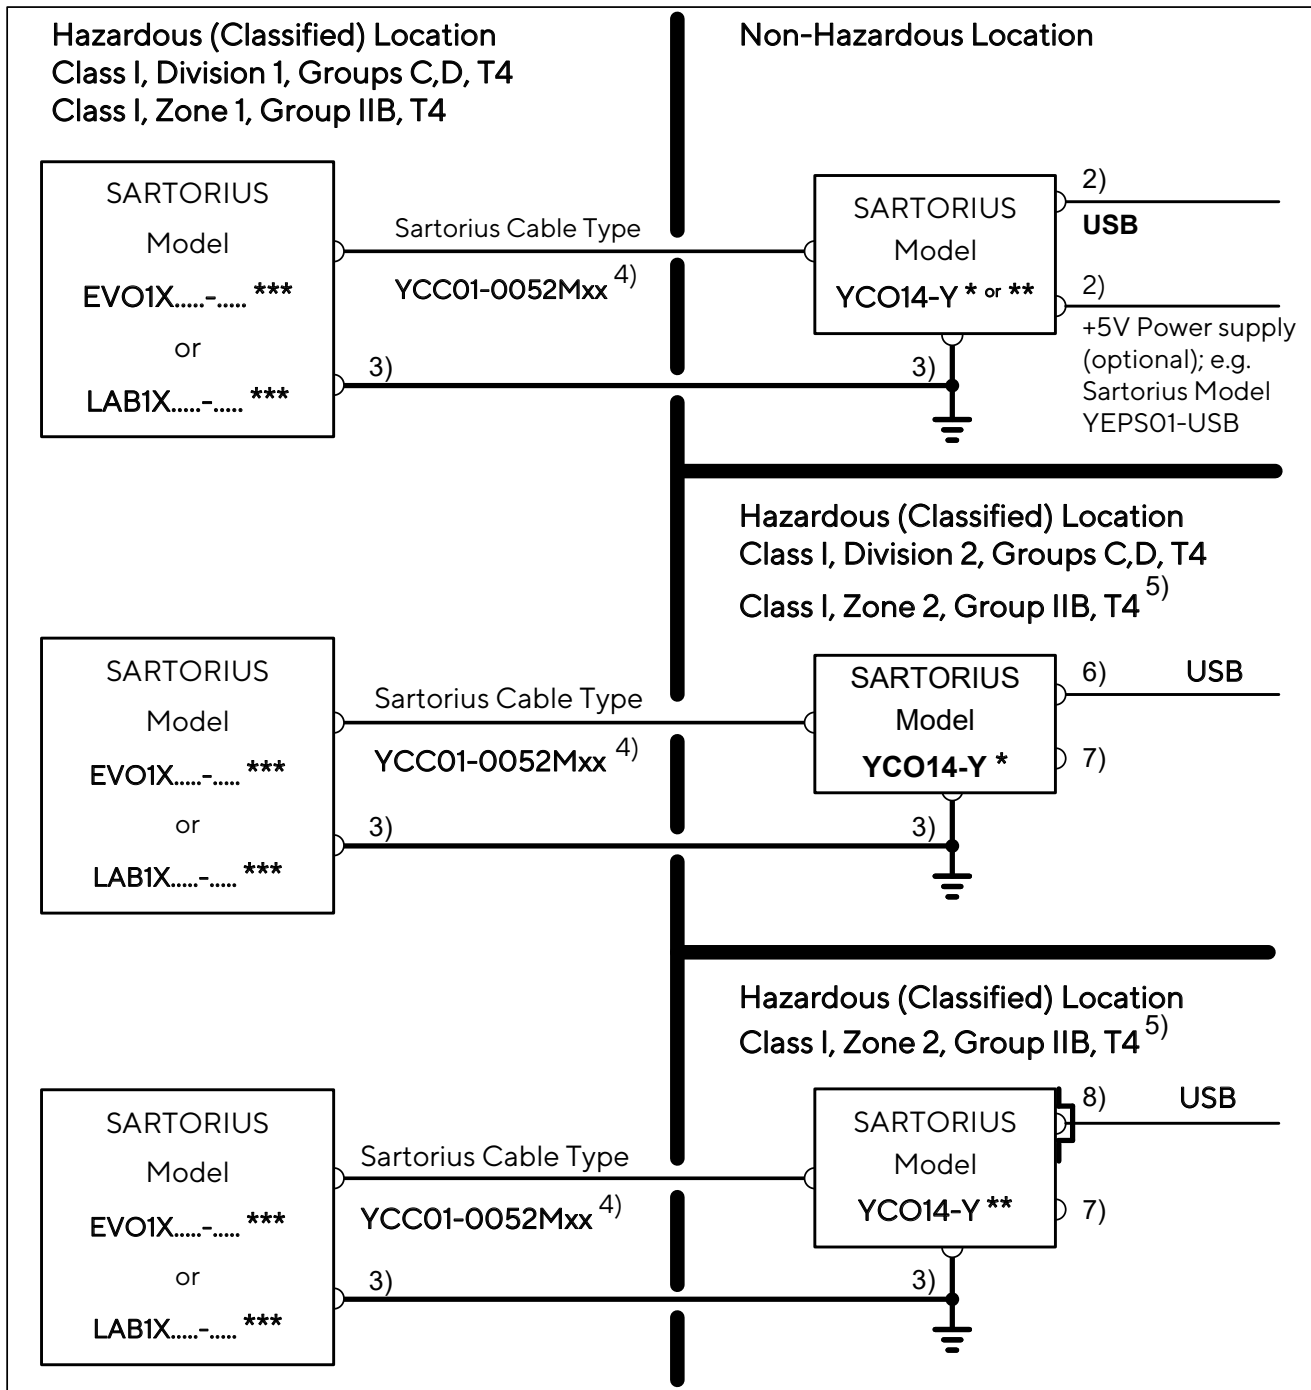 Hazardous (Classified) Location
Class I, Division 1, Groups C,D, T4
Class I, Zone 1, Group IIB, T4
Non-Hazardous Location
SARTORIUS
Model
EVO1X.....-..... ***
or
LAB1X.....-..... ***
Sartorius Cable Type
YCC01-0052Mxx 4)
3)
SARTORIUS
Model
YCO14-Y * or **
3)
2)
USB
2)
+5V Power supply
(optional); e.g.
Sartorius Model
YEPS01-USB
Hazardous (Classified) Location
Class I, Division 2, Groups C,D, T4
Class I, Zone 2, Group IIB, T4 5)
SARTORIUS
Model
EVO1X.....-..... ***
or
LAB1X.....-..... ***
Sartorius Cable Type
YCC01-0052Mxx 4)
3)
SARTORIUS
Model
YCO14-Y *
3)
6) USB
7)
Hazardous (Classified) Location
Class I, Zone 2, Group IIB, T4 5)
SARTORIUS
Model
EVO1X.....-..... ***
or
LAB1X.....-..... ***
Sartorius Cable Type
YCC01-0052Mxx 4)
3)
SARTORIUS
Model
YCO14-Y **
3)
8) USB
7)